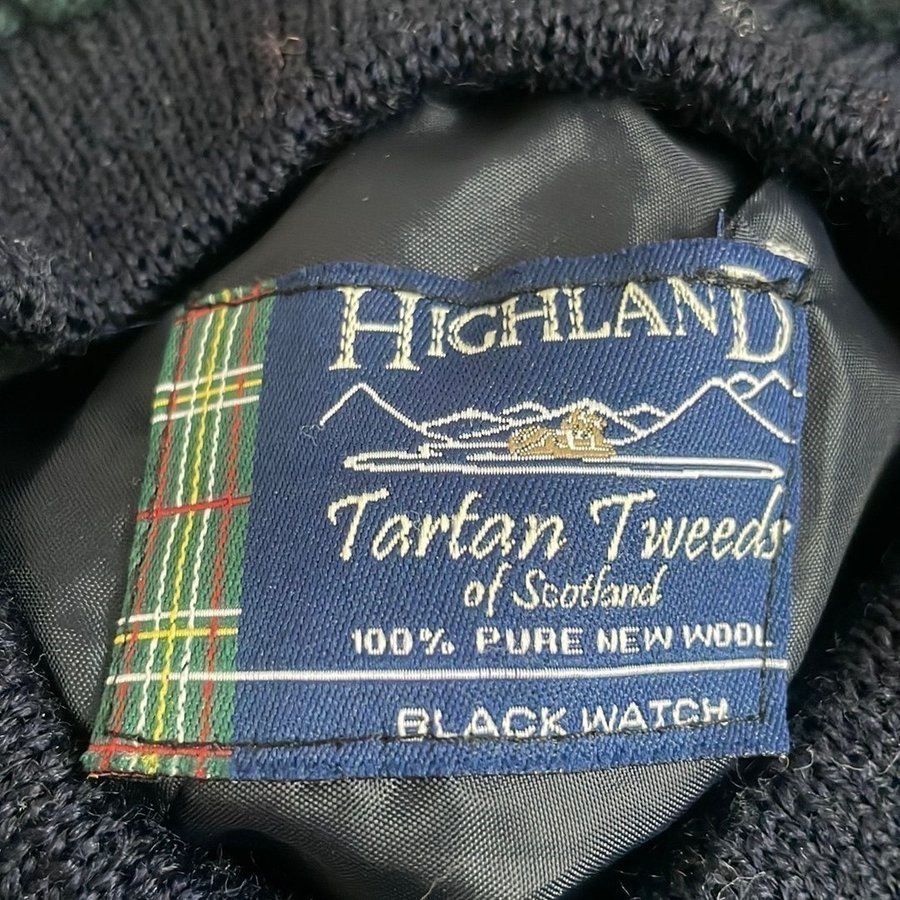 HIGHLAND
Tartan Tweeds
of Scotland
100% PURE NEW WOOL
BLACK WATCH